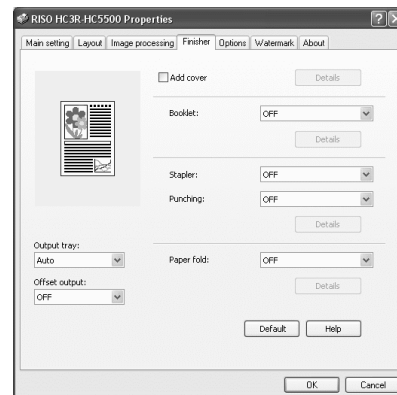 RISO HC3R-HC5500 Properties
Main setting Layout Image processing Finisher Options Watermark About
Add cover Details
Booklet: OFF
Details
Stapler: OFF
Punching: OFF
Details
Output tray:
Auto
Paper fold: OFF
Offset output:
OFF
Details
Default Help
OK Cancel